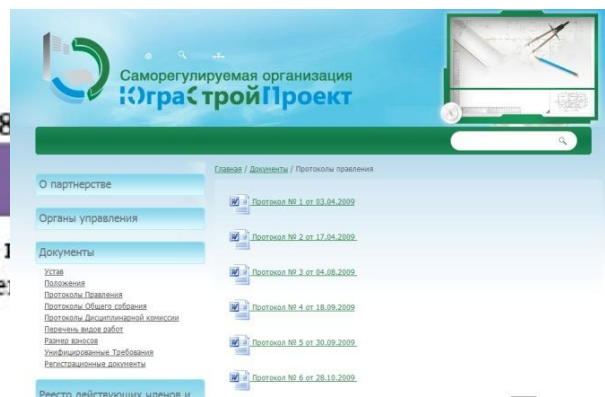 Саморегулируемая организация
ЮграСтройПроект
Главная / Документы / Протоколы правления
О партнерстве
Органы управления
Документы
Устав
Положения
Протоколы Правления
Протоколы Общего собрания
Протоколы Дисциплинарной комиссии
Перечень видов работ
Размер взносов
Унифицированные Требования
Регистрационные документы
Реестр действующих членов и
Протокол № 1 от 03.04.2009
Протокол № 2 от 17.04.2009
Протокол № 3 от 04.08.2009
Протокол № 4 от 18.09.2009
Протокол № 5 от 30.09.2009
Протокол № 6 от 28.10.2009